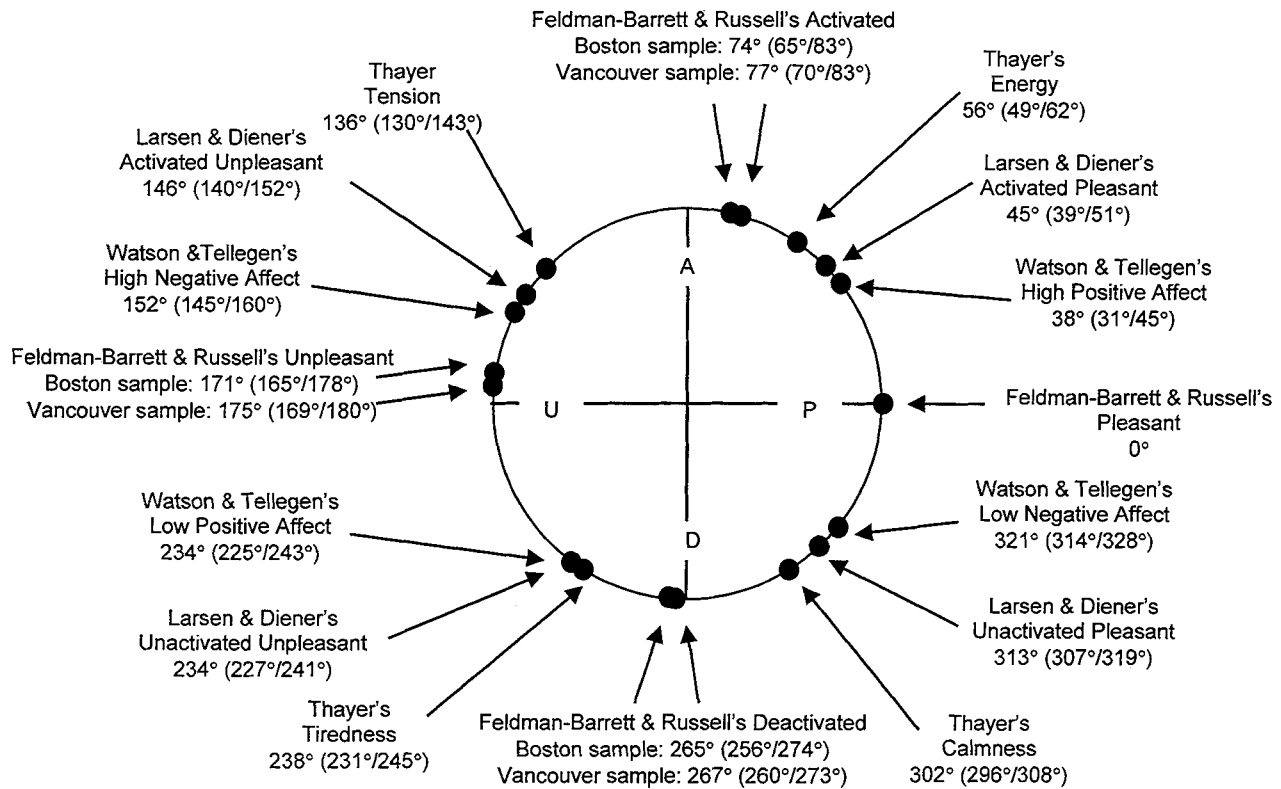 Feldman-Barrett & Russell's Activated
Boston sample: 74° (65°/83°)
Vancouver sample: 77° (70°/83°)
Thayer's
Energy
56° (49°/62°)
Thayer
Tension
136° (130°/143°)
Larsen & Diener's
Activated Unpleasant
146° (140°/152°)
Larsen & Diener's
Activated Pleasant
45° (39°/51°)
Watson &Tellegen's
High Negative Affect
152° (145°/160°)
A
Watson & Tellegen's
High Positive Affect
38° (31°/45°)
Feldman-Barrett & Russell's Unpleasant
Boston sample: 171° (165°/178°)
Vancouver sample: 175° (169°/180°)
U
P
Feldman-Barrett & Russell's
Pleasant
0°
Watson & Tellegen's
Low Positive Affect
234° (225°/243°)
D
Watson & Tellegen's
Low Negative Affect
321° (314°/328°)
Larsen & Diener's
Unactivated Unpleasant
234° (227°/241°)
Larsen & Diener's
Unactivated Pleasant
313° (307°/319°)
Thayer's
Tiredness
238° (231°/245°)
Feldman-Barrett & Russell's Deactivated
Boston sample: 265° (256°/274°)
Vancouver sample: 267° (260°/273°)
Thayer's
Calmness
302° (296°/308°)